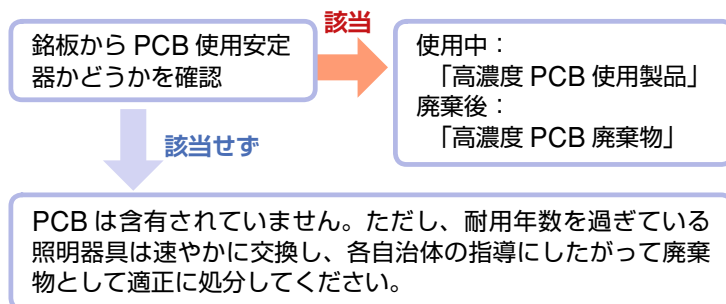 銘板から PCB 使用安定
器かどうかを確認
該当
使用中：
「高濃度 PCB 使用製品」
廃棄後：
「高濃度 PCB 廃棄物」
該当せず
PCB は含有されていません。ただし、耐用年数を過ぎている
照明器具は速やかに交換し、各自治体の指導にしたがって廃棄
物として適正に処分してください。